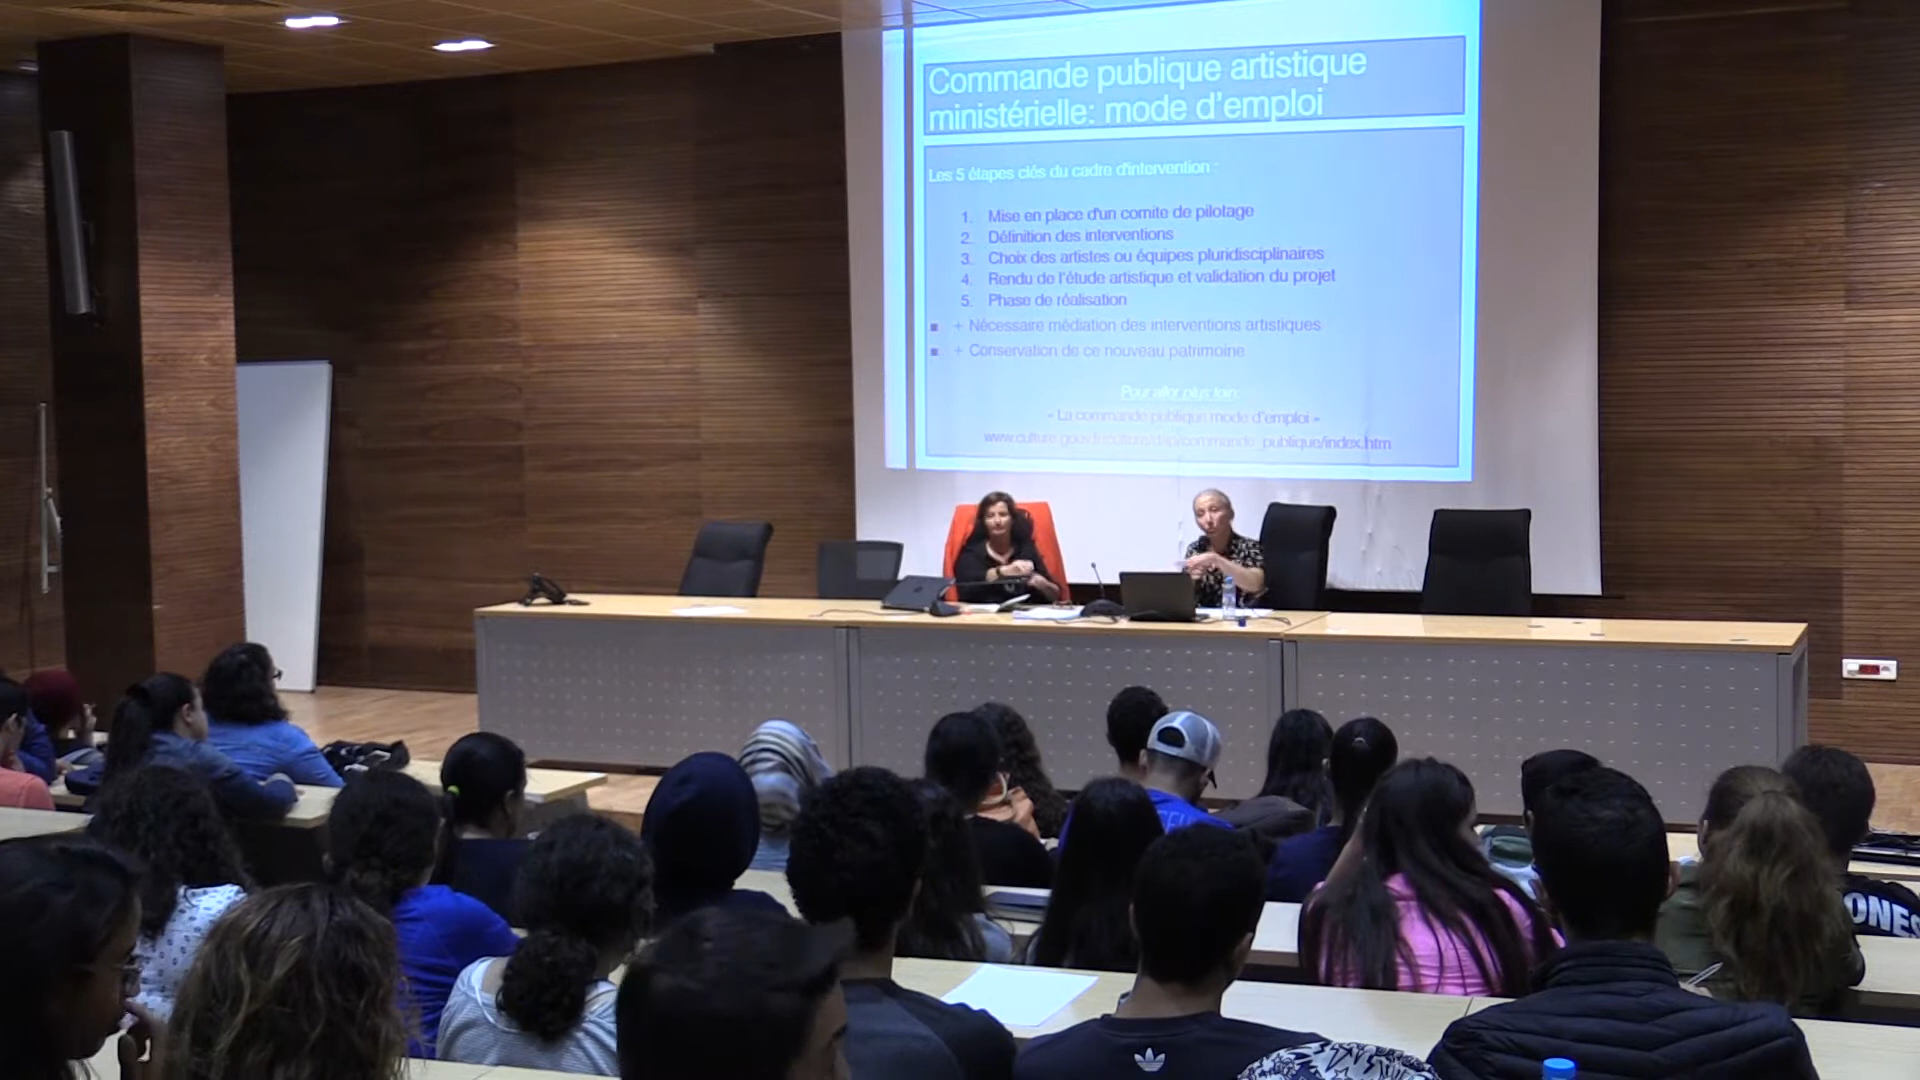 Commande publique artistique
ministérielle: mode d'emploi
Les 5 étapes clés du cadre d'intervention :
1. Mise en place d'un comite de pilotage
2. Définition des interventions
3. Choix des artistes ou équipes pluridisciplinaires
4. Rendu de l'étude artistique et validation du projet
5. Phase de réalisation
+ Nécessaire médiation des interventions artistiques
+ Conservation de ce nouveau patrimoine
Pour aller plus loin:
« La commande publique mode d'emploi »
commande_publique/index.htm